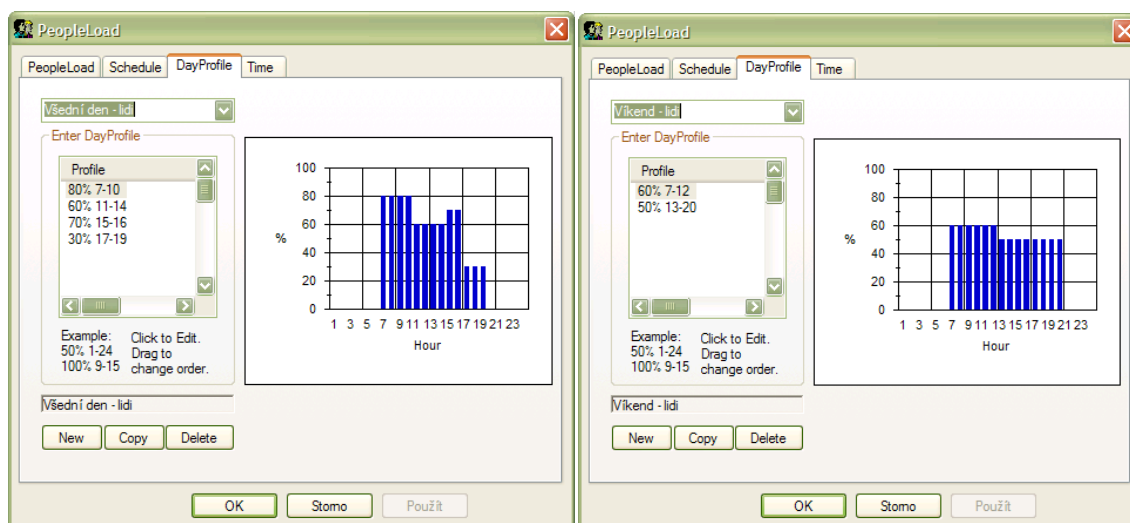 PeopleLoad
PeopleLoad Schedule DayProfile Time
Všední den - lidi
Enter DayProfile
Profile
80% 7-10
60% 11-14
70% 15-16
30% 17-19
Example: Click to Edit.
50% 1-24 Drag to
100% 9-15 change order.
Všední den - lidi
New Copy Delete
100
80
60
%
40
20
0
1 3 5 7 9 11 13 15 17 19 21 23
Hour
OK Storno Použít
PeopleLoad
PeopleLoad Schedule DayProfile Time
Víkend - lidi
Enter DayProfile
Profile
60% 7-12
50% 13-20
Example: Click to Edit.
50% 1-24 Drag to
100% 9-15 change order.
Víkend - lidi
New Copy Delete
100
80
60
%
40
20
0
1 3 5 7 9 11 13 15 17 19 21 23
Hour
OK Storno Použít